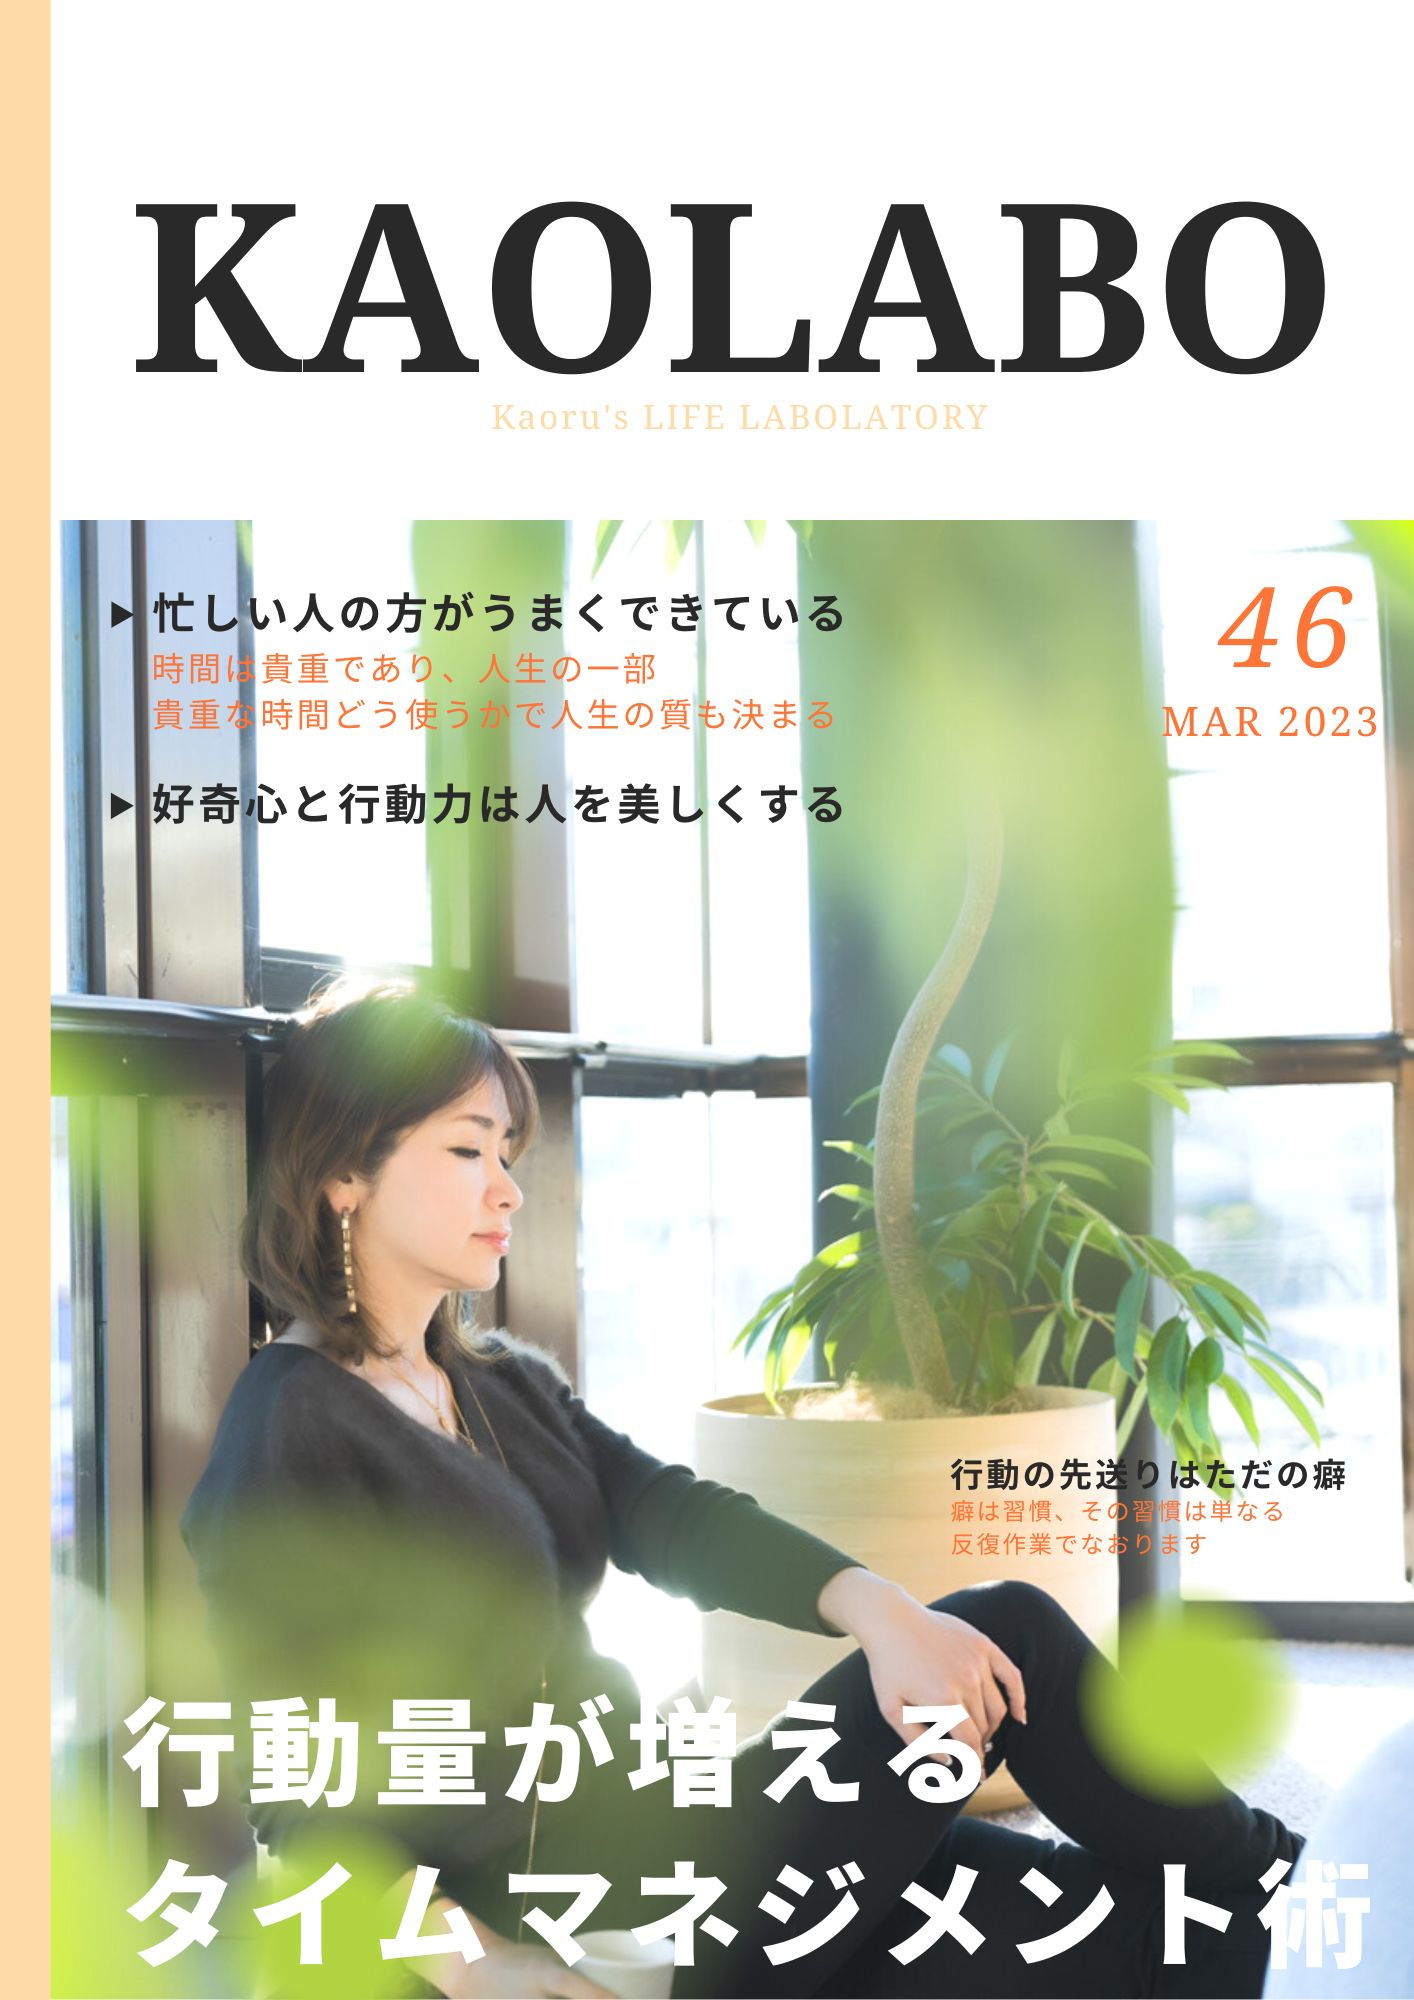 KAOLABO
Kaoru's LIFE LABOLATORY
▶ 忙しい人の方がうまくできている
時間は貴重であり、人生の一部
貴重な時間どう使うかで人生の質も決まる
▶ 好奇心と行動力は人を美しくする
46
MAR 2023
行動の先送りはただの癖
癖は習慣、その習慣は単なる
反復作業でなおります
行動量が増える
タイムマネジメント術